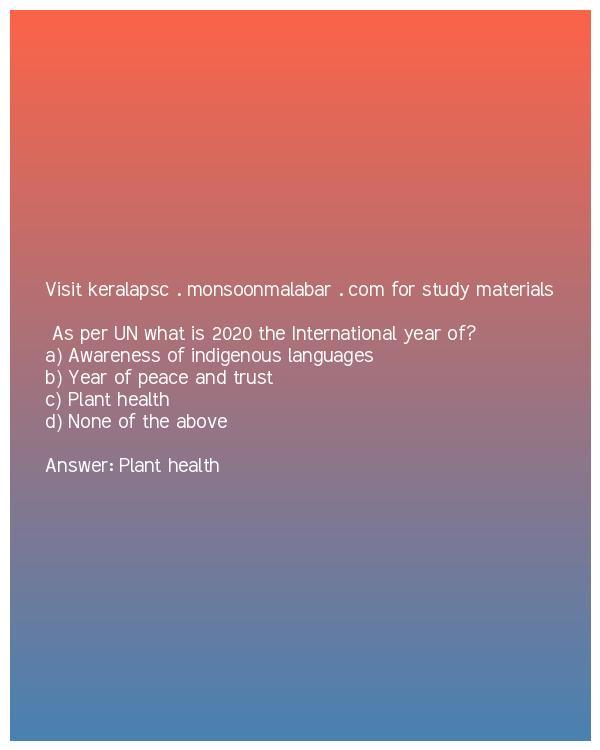 Visit keralapsc . monsoonmalabar . com for study materials
As per UN what is 2020 the International year of?
a) Awareness of indigenous languages
b) Year of peace and trust
c) Plant health
d) None of the above
Answer: Plant health